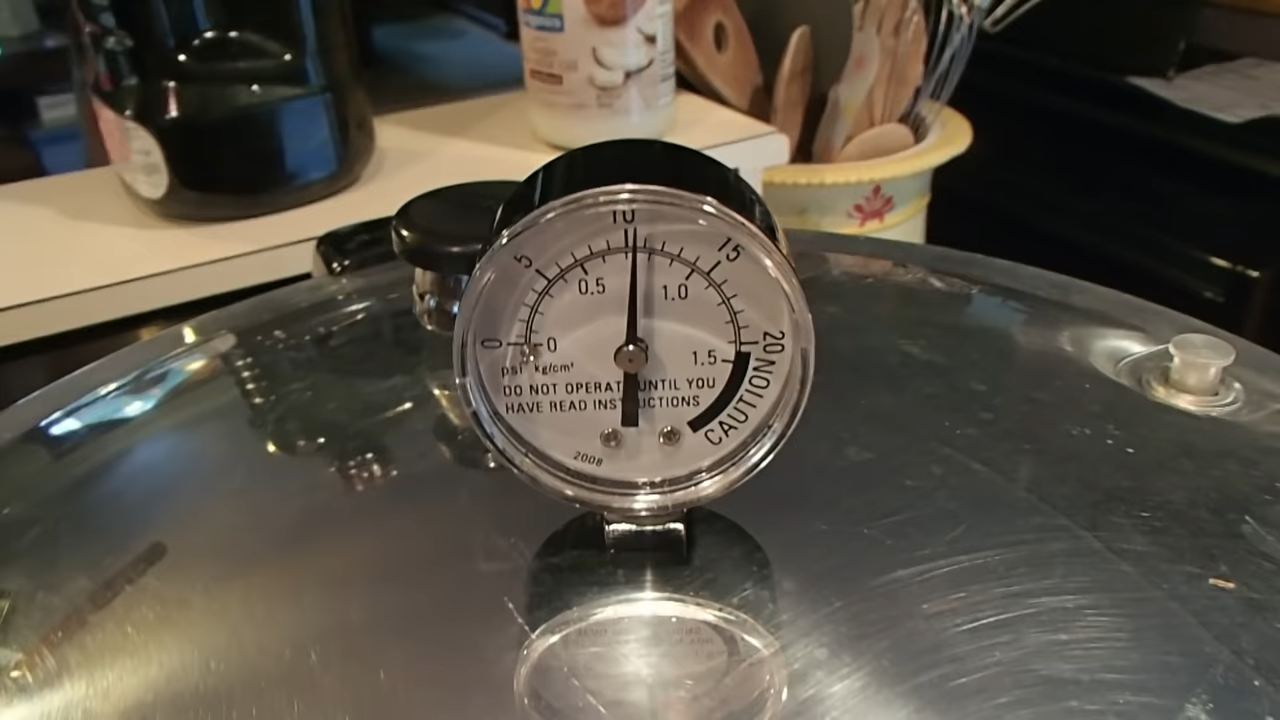 organics
10
5
15
0.5
1.0
0
0
1.5
20
psi kg/cm²
DO NOT OPERATE UNTIL YOU
HAVE READ INSTRUCTIONS
CAUTION
2008